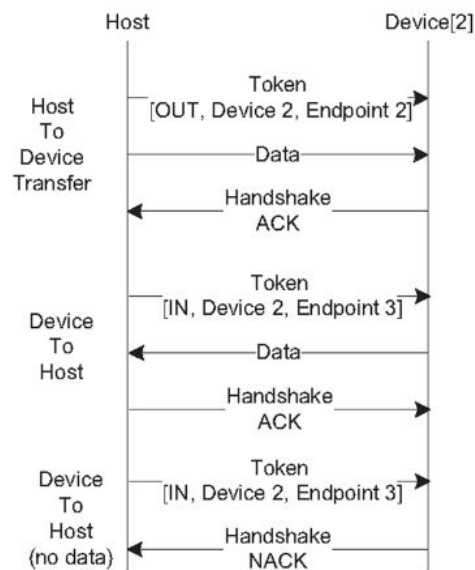 Host
Device[2]
Token
[OUT, Device 2, Endpoint 2]
Host
To
Device
Transfer
Data
Handshake
ACK
Token
[IN, Device 2, Endpoint 3]
Device
To
Host
Data
Handshake
ACK
Token
[IN, Device 2, Endpoint 3]
Device
To
Host
(no data)
Handshake
NACK